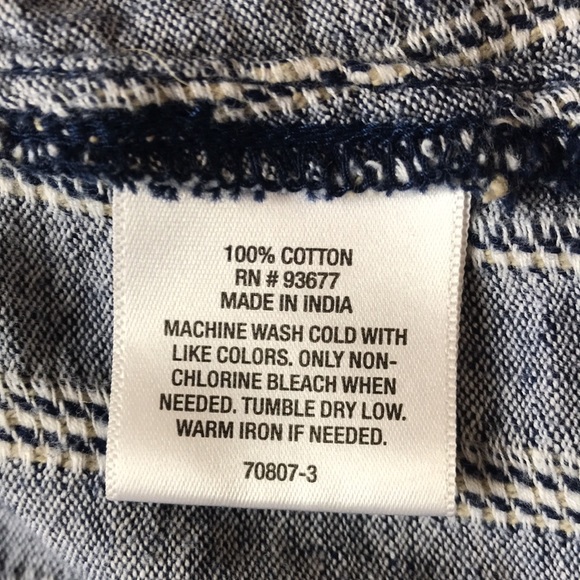 100% COTTON
RN # 93677
MADE IN INDIA
MACHINE WASH COLD WITH
LIKE COLORS. ONLY NON-
CHLORINE BLEACH WHEN
NEEDED. TUMBLE DRY LOW.
WARM IRON IF NEEDED.
70807-3